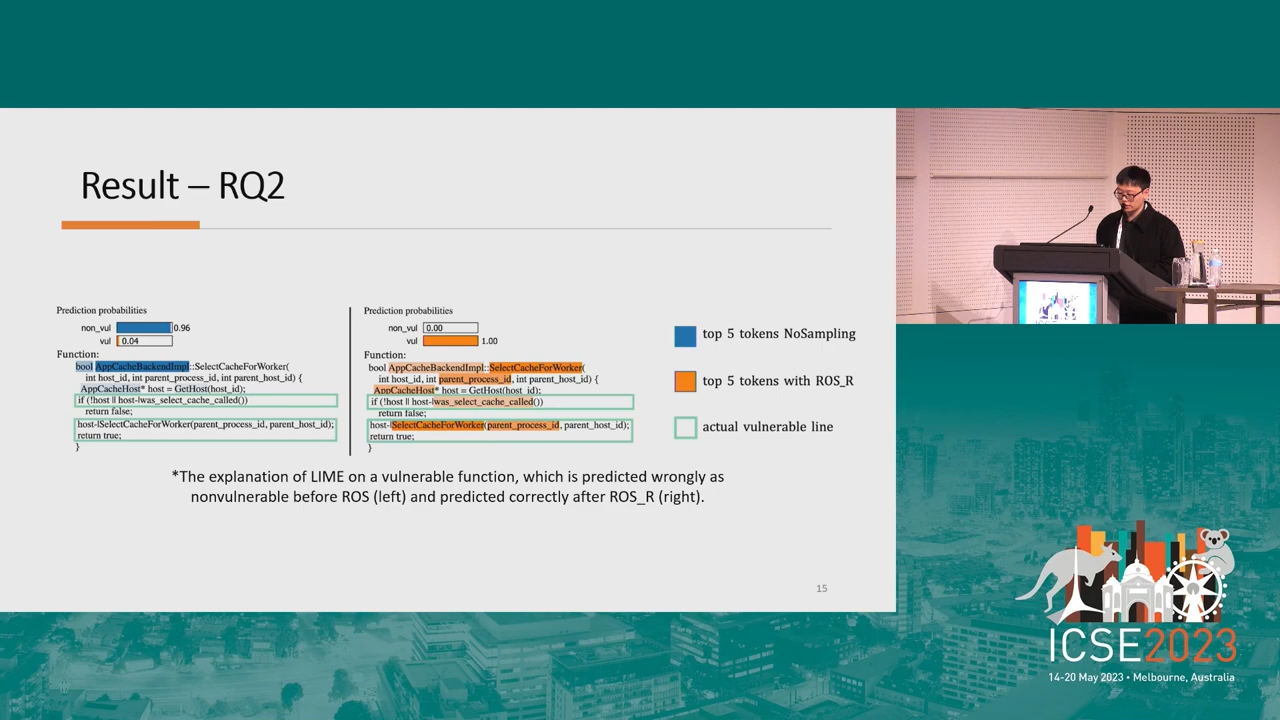 Result – RQ2
Prediction probabilities
non_vul 0.96
vul 0.04
Function:
bool AppCacheBackendImpl::SelectCacheForWorker(
int host_id, int parent_process_id, int parent_host_id) {
AppCacheHost* host = GetHost(host_id);
if (!host || host-|was_select_cache_called())
return false;
host-|SelectCacheForWorker(parent_process_id, parent_host_id);
return true;
}
Prediction probabilities
non_vul 0.00
vul 1.00
Function:
bool AppCacheBackendImpl::SelectCacheForWorker(
int host_id, int parent_process_id, int parent_host_id) {
AppCacheHost* host = GetHost(host_id);
if (!host || host-|was_select_cache_called())
return false;
host-|SelectCacheForWorker(parent_process_id, parent_host_id);
return true;
}
top 5 tokens NoSampling
top 5 tokens with ROS_R
actual vulnerable line
*The explanation of LIME on a vulnerable function, which is predicted wrongly as
nonvulnerable before ROS (left) and predicted correctly after ROS_R (right).
15
ICSE2023
14-20 May 2023 • Melbourne, Australia